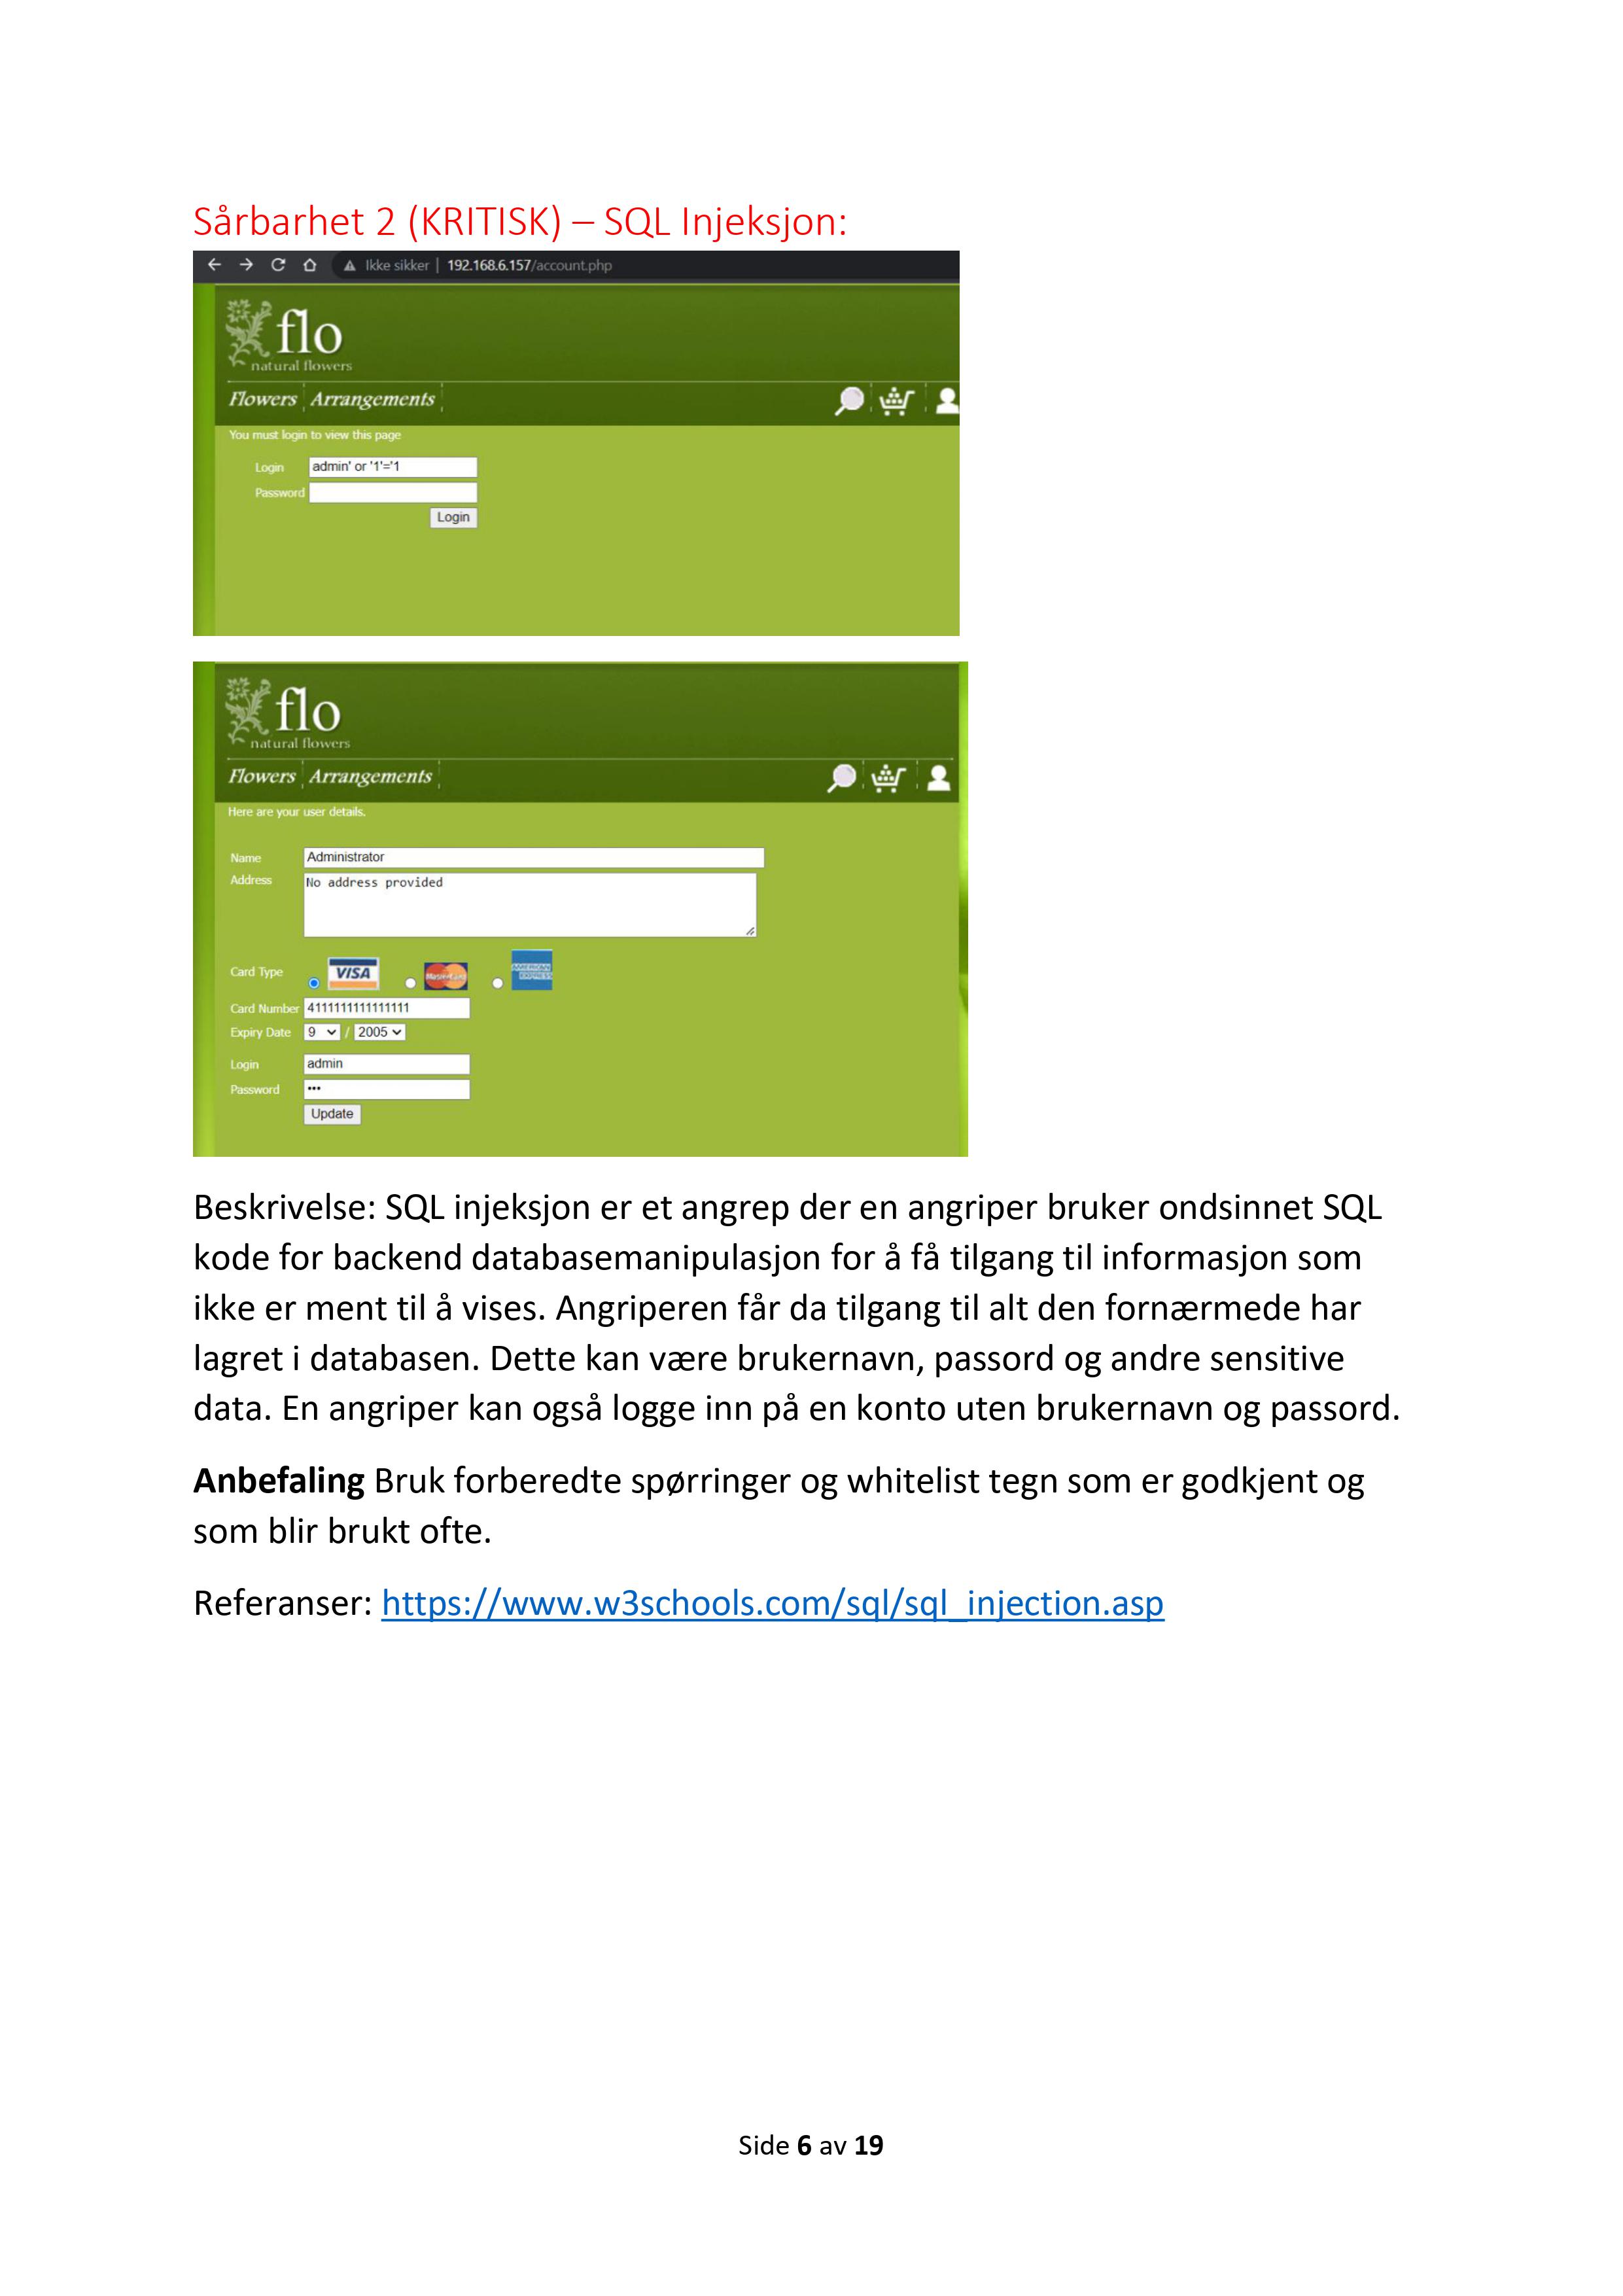 Sårbarhet 2 (KRITISK) – SQL Injeksjon:
Ikke sikker | 192.168.6.157/account.php
flo
natural flowers
Flowers Arrangements
You must login to view this page
Login admin' or '1'='1
Password
Login
flo
natural flowers
Flowers Arrangements
Here are your user details.
Name Administrator
Address No address provided
Card Type VISA MasterCard AMERICAN EXPRESS
Card Number 4111111111111111
Expiry Date 9 / 2005
Login admin
Password •••
Update
Beskrivelse: SQL injeksjon er et angrep der en angriper bruker ondsinnet SQL
kode for backend databasemanipulasjon for å få tilgang til informasjon som
ikke er ment til å vises. Angriperen får da tilgang til alt den fornærmede har
lagret i databasen. Dette kan være brukernavn, passord og andre sensitive
data. En angriper kan også logge inn på en konto uten brukernavn og passord.
Anbefaling Bruk forberedte spørringer og whitelist tegn som er godkjent og
som blir brukt ofte.
Referanser: https://www.w3schools.com/sql/sql_injection.asp
Side 6 av 19